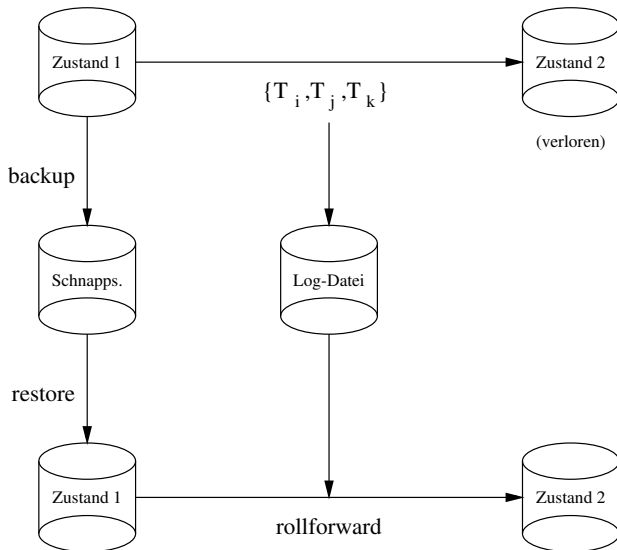 Zustand 1
Zustand 2
{T i ,T j ,T k }
(verloren)
backup
Schnapps.
Log-Datei
restore
Zustand 1
Zustand 2
rollforward